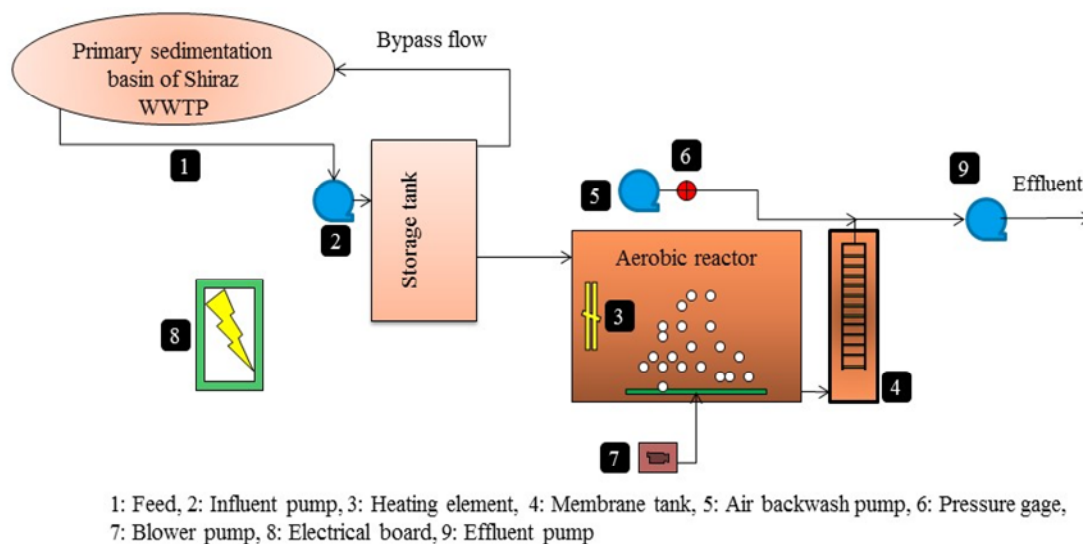 Primary sedimentation
basin of Shiraz
WWTP
Bypass flow
1
2
Storage tank
8
5
6
9
Effluent
Aerobic reactor
3
4
7
1: Feed, 2: Influent pump, 3: Heating element, 4: Membrane tank, 5: Air backwash pump, 6: Pressure gage,
7: Blower pump, 8: Electrical board, 9: Effluent pump